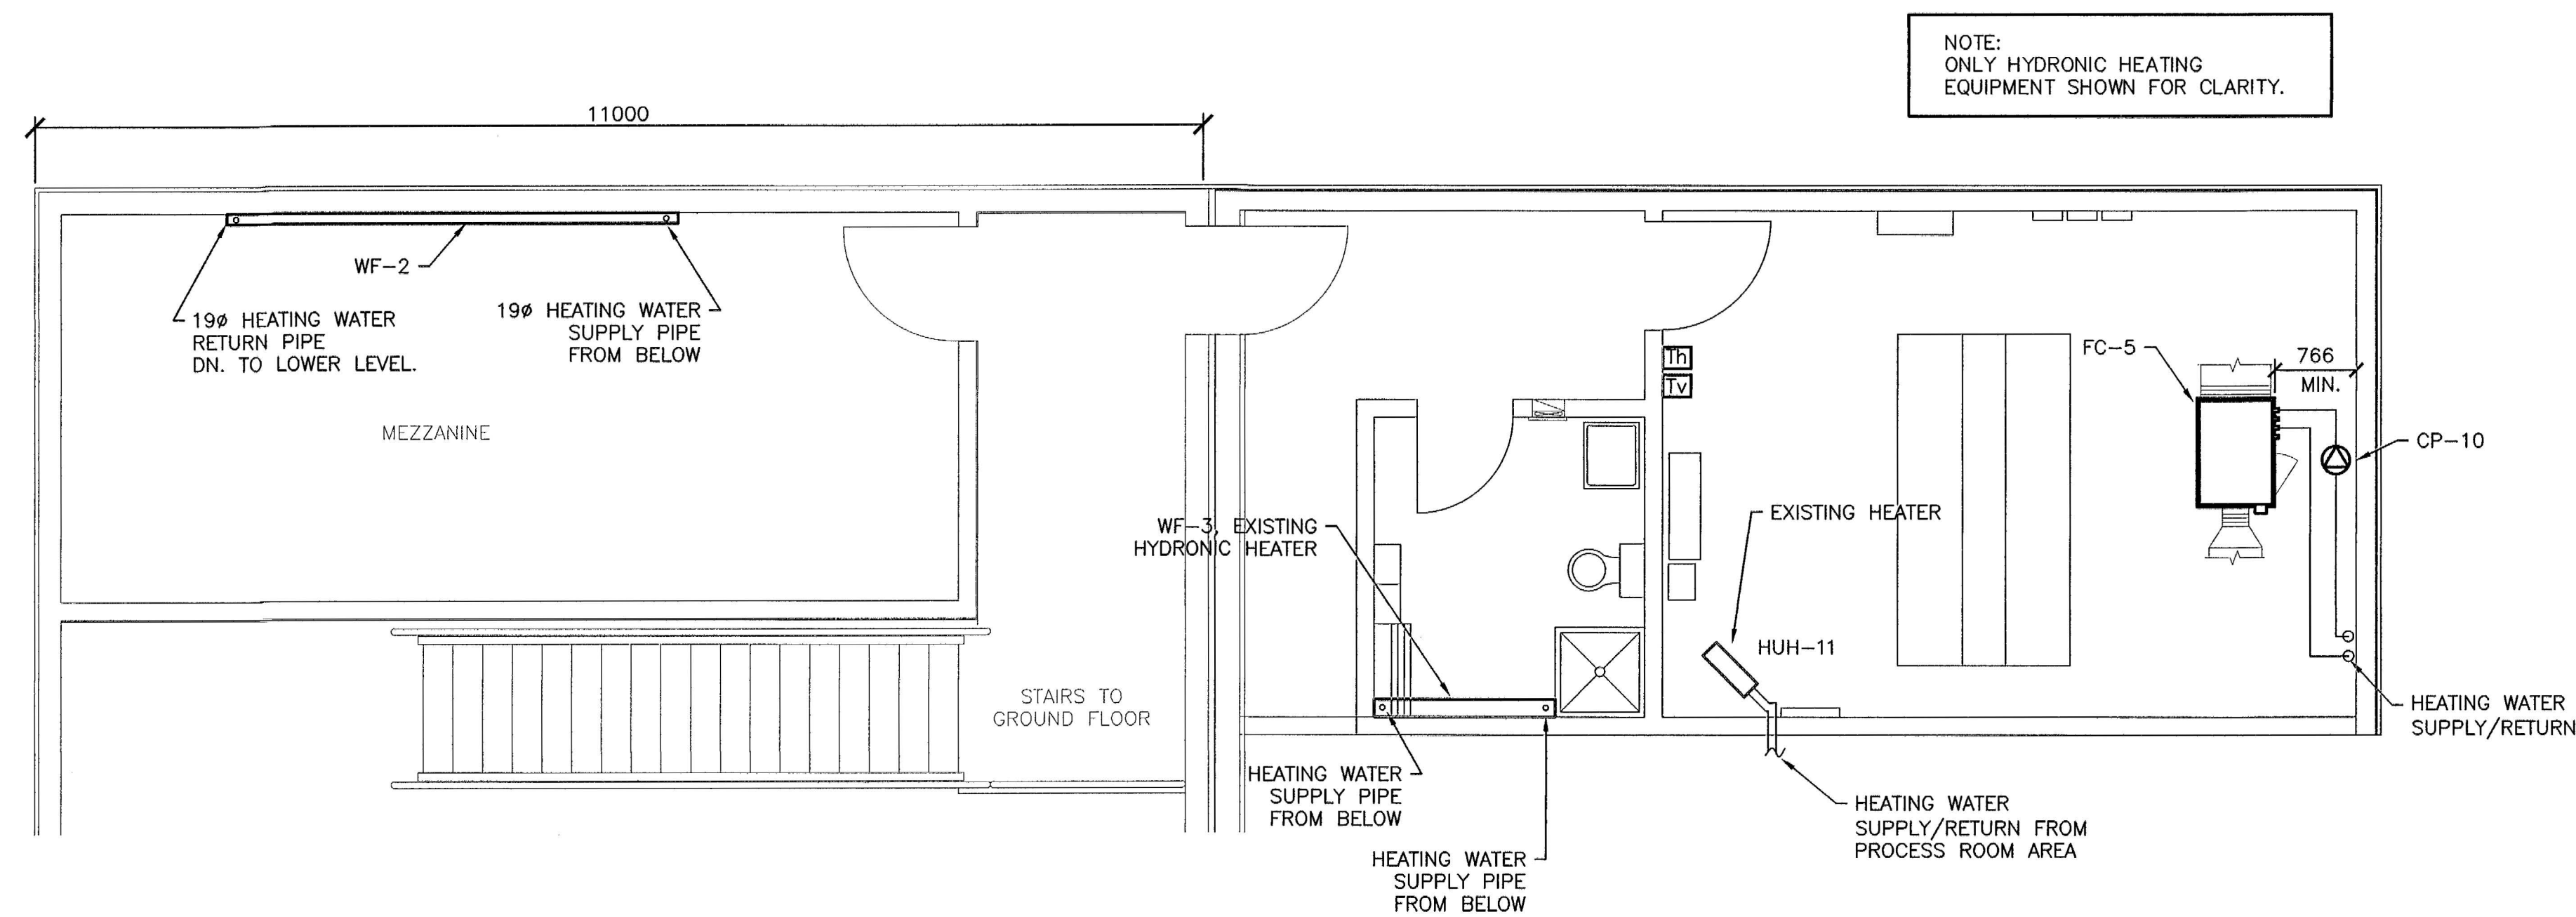 NOTE:
ONLY HYDRONIC HEATING
EQUIPMENT SHOWN FOR CLARITY.
11000
WF-2
19ø HEATING WATER
RETURN PIPE
DN. TO LOWER LEVEL.
19ø HEATING WATER
SUPPLY PIPE
FROM BELOW
MEZZANINE
STAIRS TO
GROUND FLOOR
WF-3, EXISTING
HYDRONIC HEATER
HEATING WATER
SUPPLY PIPE
FROM BELOW
HEATING WATER
SUPPLY PIPE
FROM BELOW
Th
Tv
EXISTING HEATER
HUH-11
HEATING WATER
SUPPLY/RETURN FROM
PROCESS ROOM AREA
FC-5
766
MIN.
CP-10
HEATING WATER
SUPPLY/RETURN